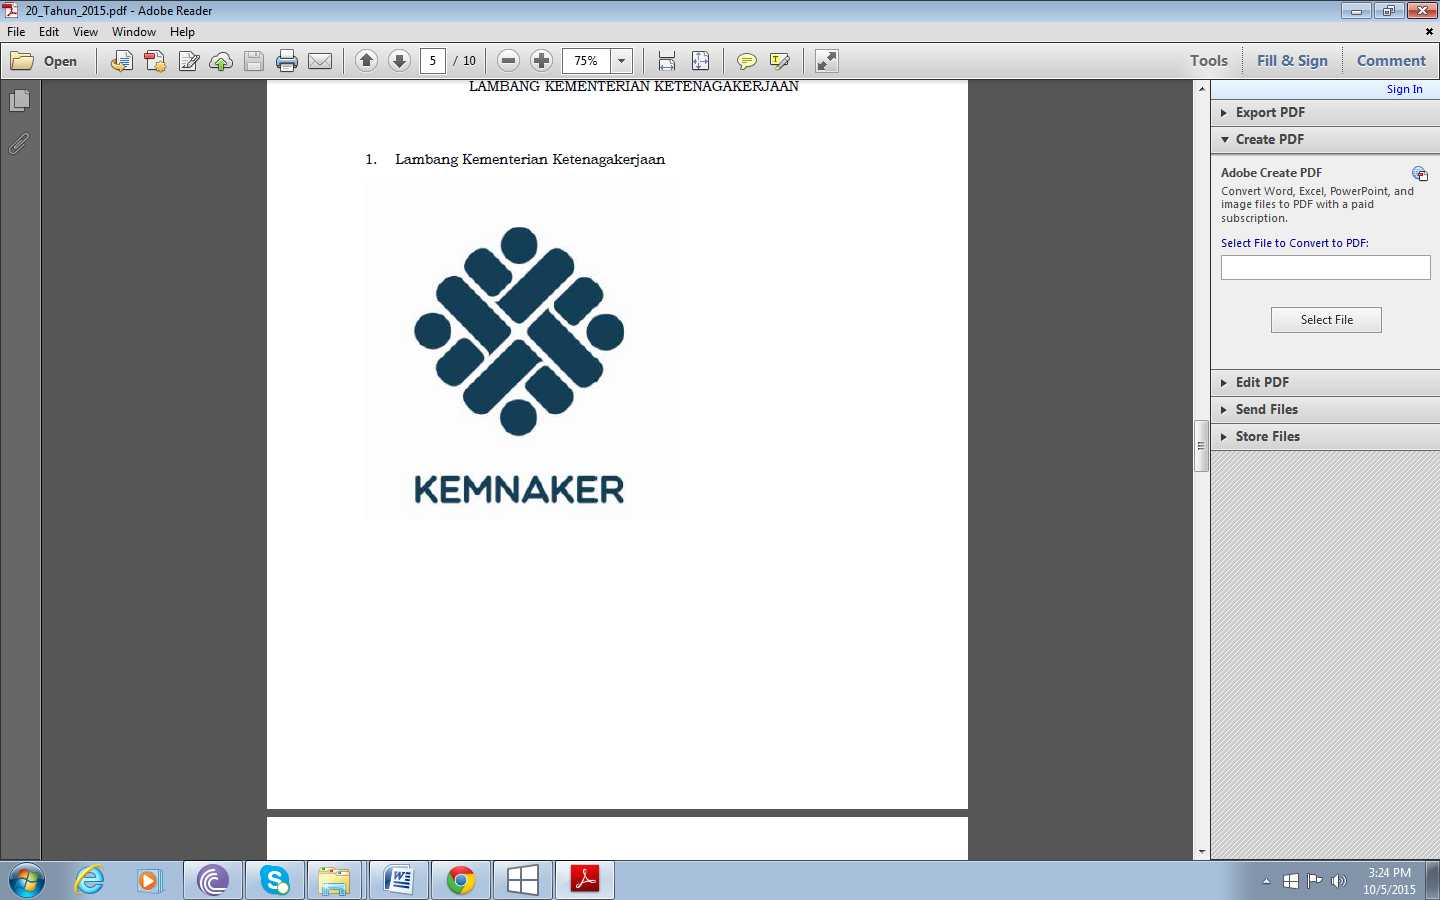 20_Tahun_2015.pdf - Adobe Reader
File Edit View Window Help
Open 5 / 10 75% Tools Fill & Sign Comment
Sign In
LAMBANG KEMENTERIAN KETENAGAKERJAAN
1. Lambang Kementerian Ketenagakerjaan
KEMNAKER
Export PDF
Create PDF
Adobe Create PDF
Convert Word, Excel, PowerPoint, and
image files to PDF with a paid
subscription.
Select File to Convert to PDF:
Select File
Edit PDF
Send Files
Store Files
3:24 PM
10/5/2015